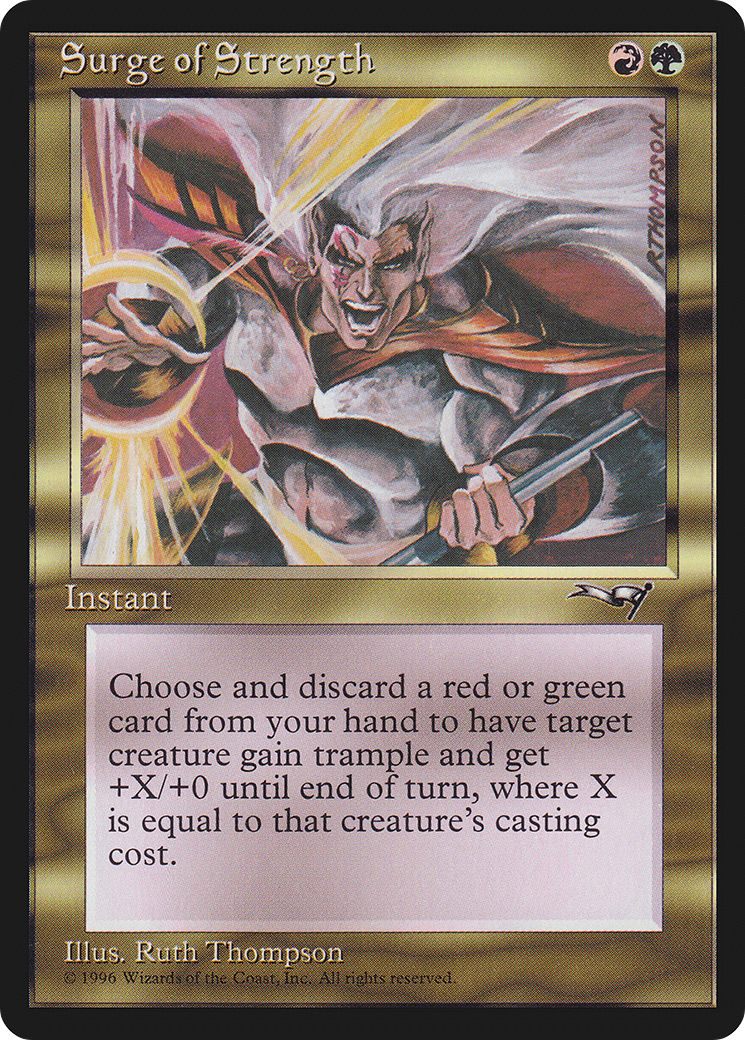 Surge of Strength
RTHOMPSON
Instant
Choose and discard a red or green
card from your hand to have target
creature gain trample and get
+X/+0 until end of turn, where X
is equal to that creature's casting
cost.
Illus. Ruth Thompson
© 1996 Wizards of the Coast, Inc. All rights reserved.